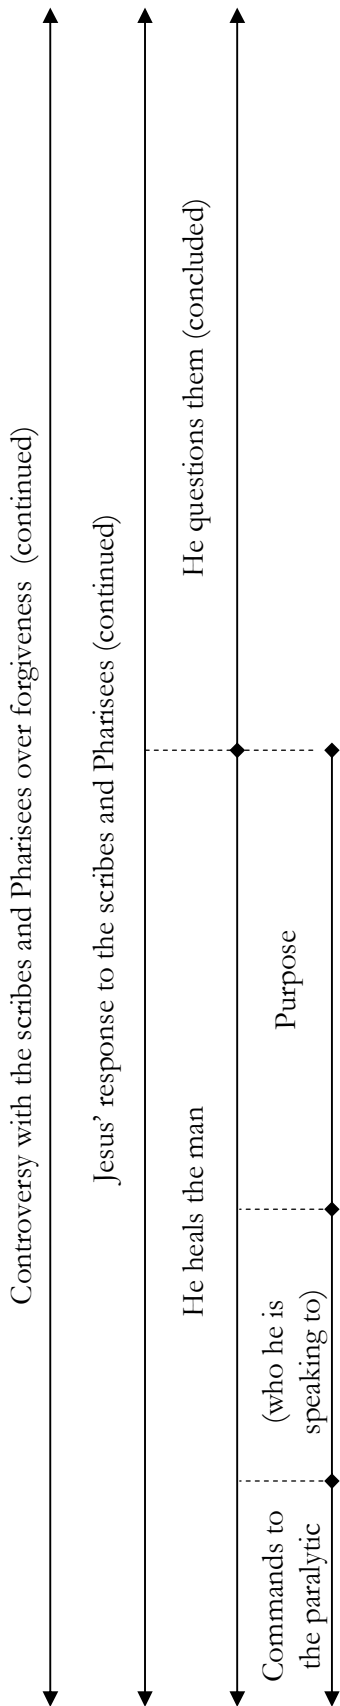 Controversy with the scribes and Pharisees over forgiveness (continued)
Jesus’ response to the scribes and Pharisees (continued)
He heals the man
He questions them (concluded)
Commands to
the paralytic
(who he is
speaking to)
Purpose